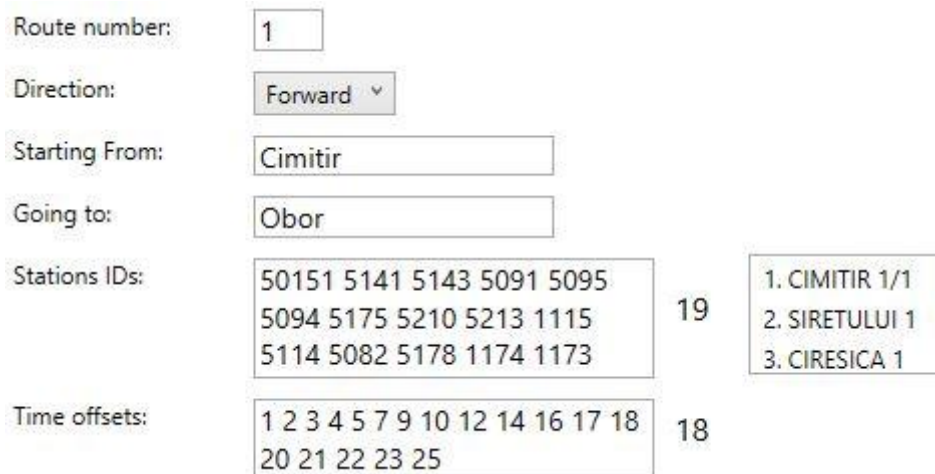 Route number:
1
Direction:
Forward
Starting From:
Cimitir
Going to:
Obor
Stations IDs:
50151 5141 5143 5091 5095
5094 5175 5210 5213 1115
5114 5082 5178 1174 1173
19
1. CIMITIR 1/1
2. SIRETULUI 1
3. CIRESICA 1
Time offsets:
1 2 3 4 5 7 9 10 12 14 16 17 18
20 21 22 23 25
18